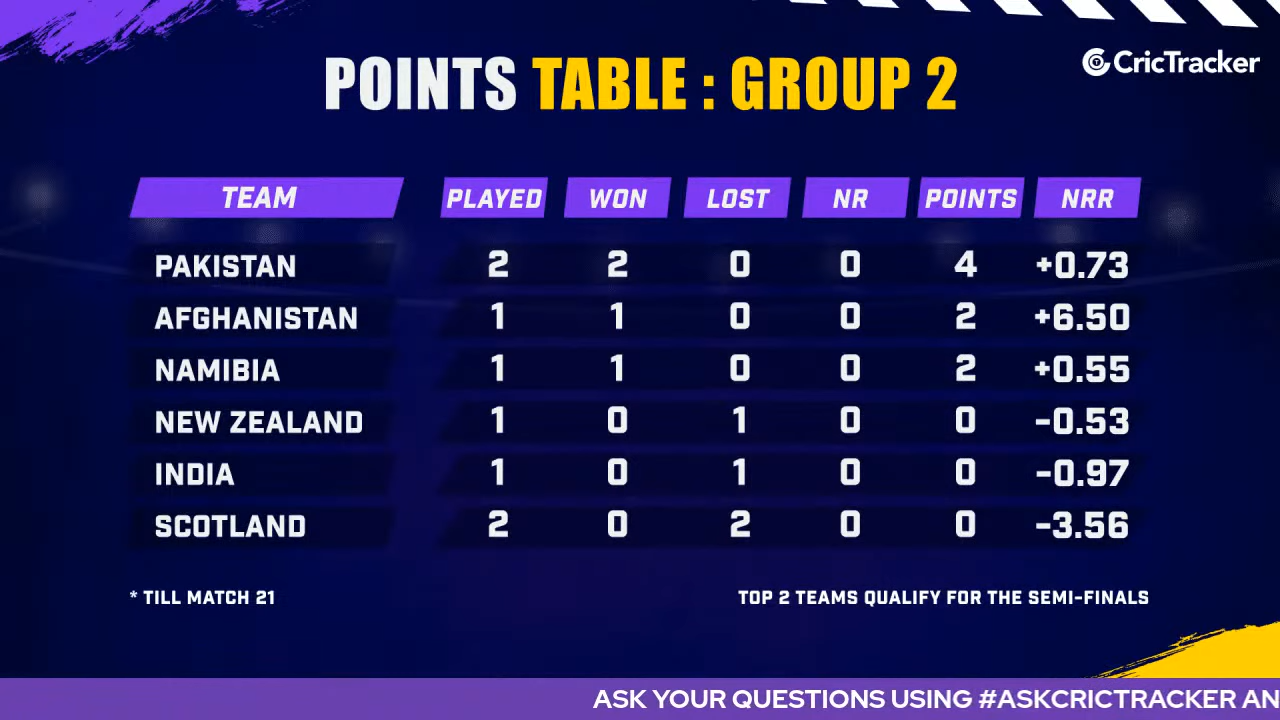 CricTracker
POINTS TABLE : GROUP 2
TEAM PLAYED WON LOST NR POINTS NRR
PAKISTAN 2 2 0 0 4 +0.73
AFGHANISTAN 1 1 0 0 2 +6.50
NAMIBIA 1 1 0 0 2 +0.55
NEW ZEALAND 1 0 1 0 0 -0.53
INDIA 1 0 1 0 0 -0.97
SCOTLAND 2 0 2 0 0 -3.56
* TILL MATCH 21 TOP 2 TEAMS QUALIFY FOR THE SEMI-FINALS
ASK YOUR QUESTIONS USING #ASKCRICTRACKER AN